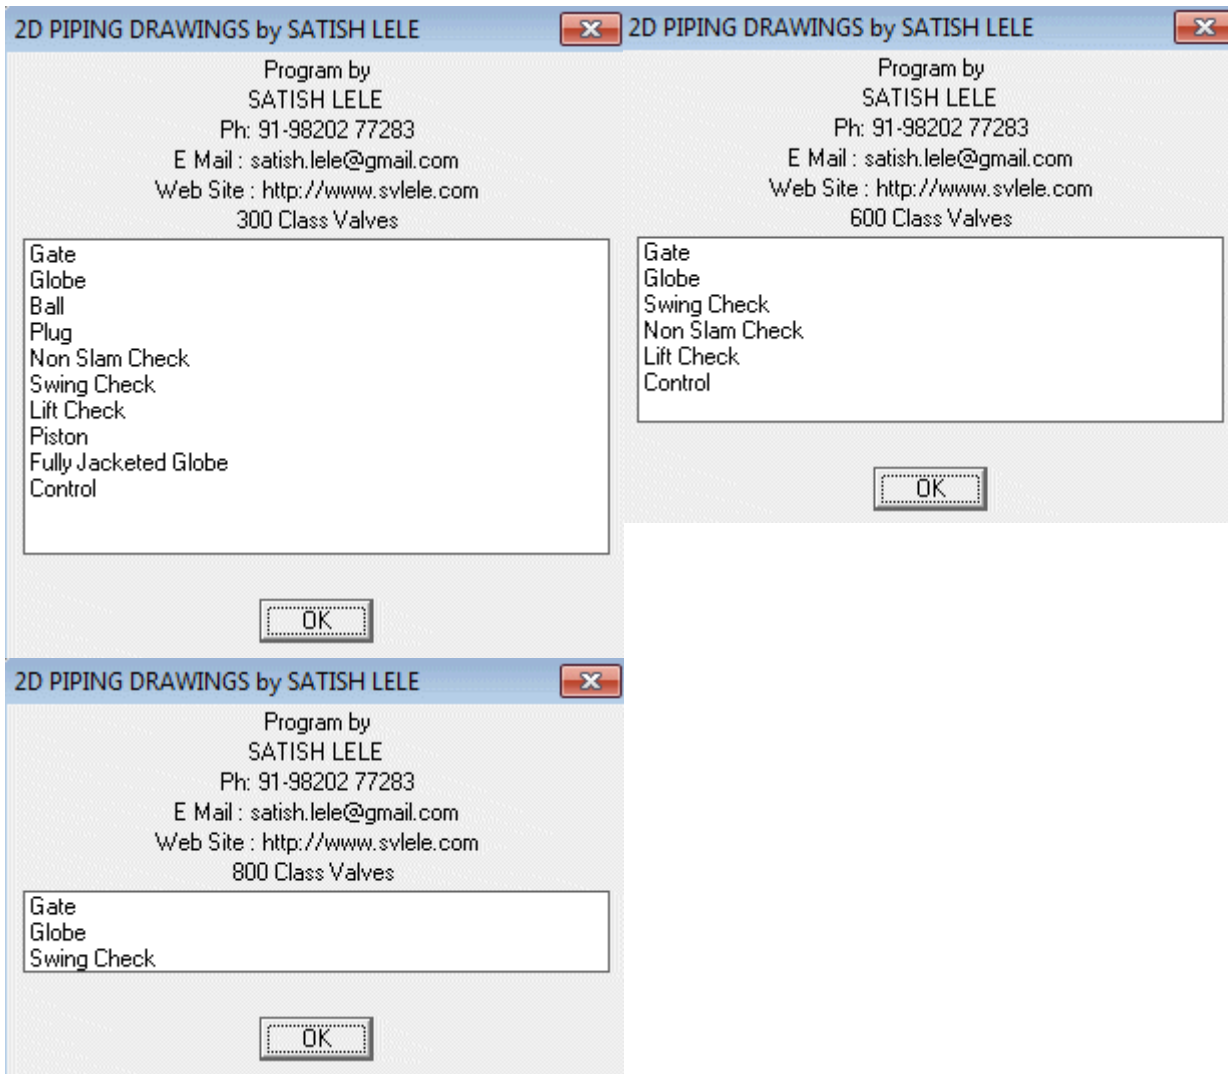 2D PIPING DRAWINGS by SATISH LELE
Program by
SATISH LELE
Ph: 91-98202 77283
E Mail : satish.lele@gmail.com
Web Site : http://www.svlele.com
300 Class Valves
Gate
Globe
Ball
Plug
Non Slam Check
Swing Check
Lift Check
Piston
Fully Jacketed Globe
Control
OK
2D PIPING DRAWINGS by SATISH LELE
Program by
SATISH LELE
Ph: 91-98202 77283
E Mail : satish.lele@gmail.com
Web Site : http://www.svlele.com
600 Class Valves
Gate
Globe
Swing Check
Non Slam Check
Lift Check
Control
OK
2D PIPING DRAWINGS by SATISH LELE
Program by
SATISH LELE
Ph: 91-98202 77283
E Mail : satish.lele@gmail.com
Web Site : http://www.svlele.com
800 Class Valves
Gate
Globe
Swing Check
OK